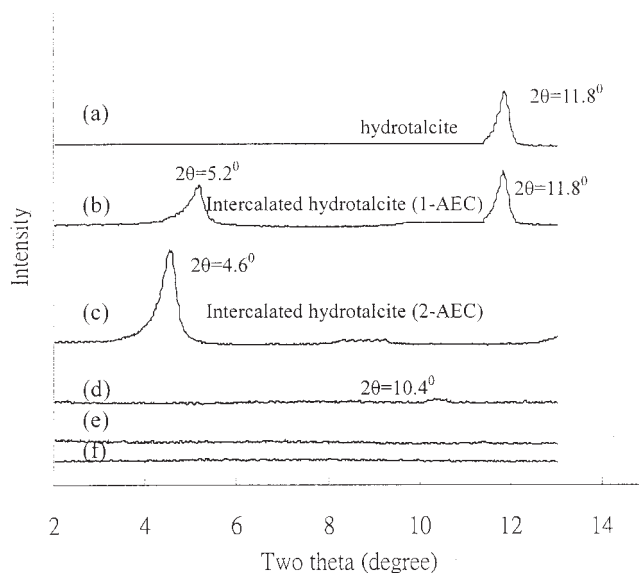 (a)
2θ=11.8⁰
hydrotalcite
2θ=5.2⁰
2θ=11.8⁰
(b)
Intercalated hydrotalcite (1-AEC)
2θ=4.6⁰
(c)
Intercalated hydrotalcite (2-AEC)
(d)
2θ=10.4⁰
(e)
(f)
Intensity
2 4 6 8 10 12 14
Two theta (degree)